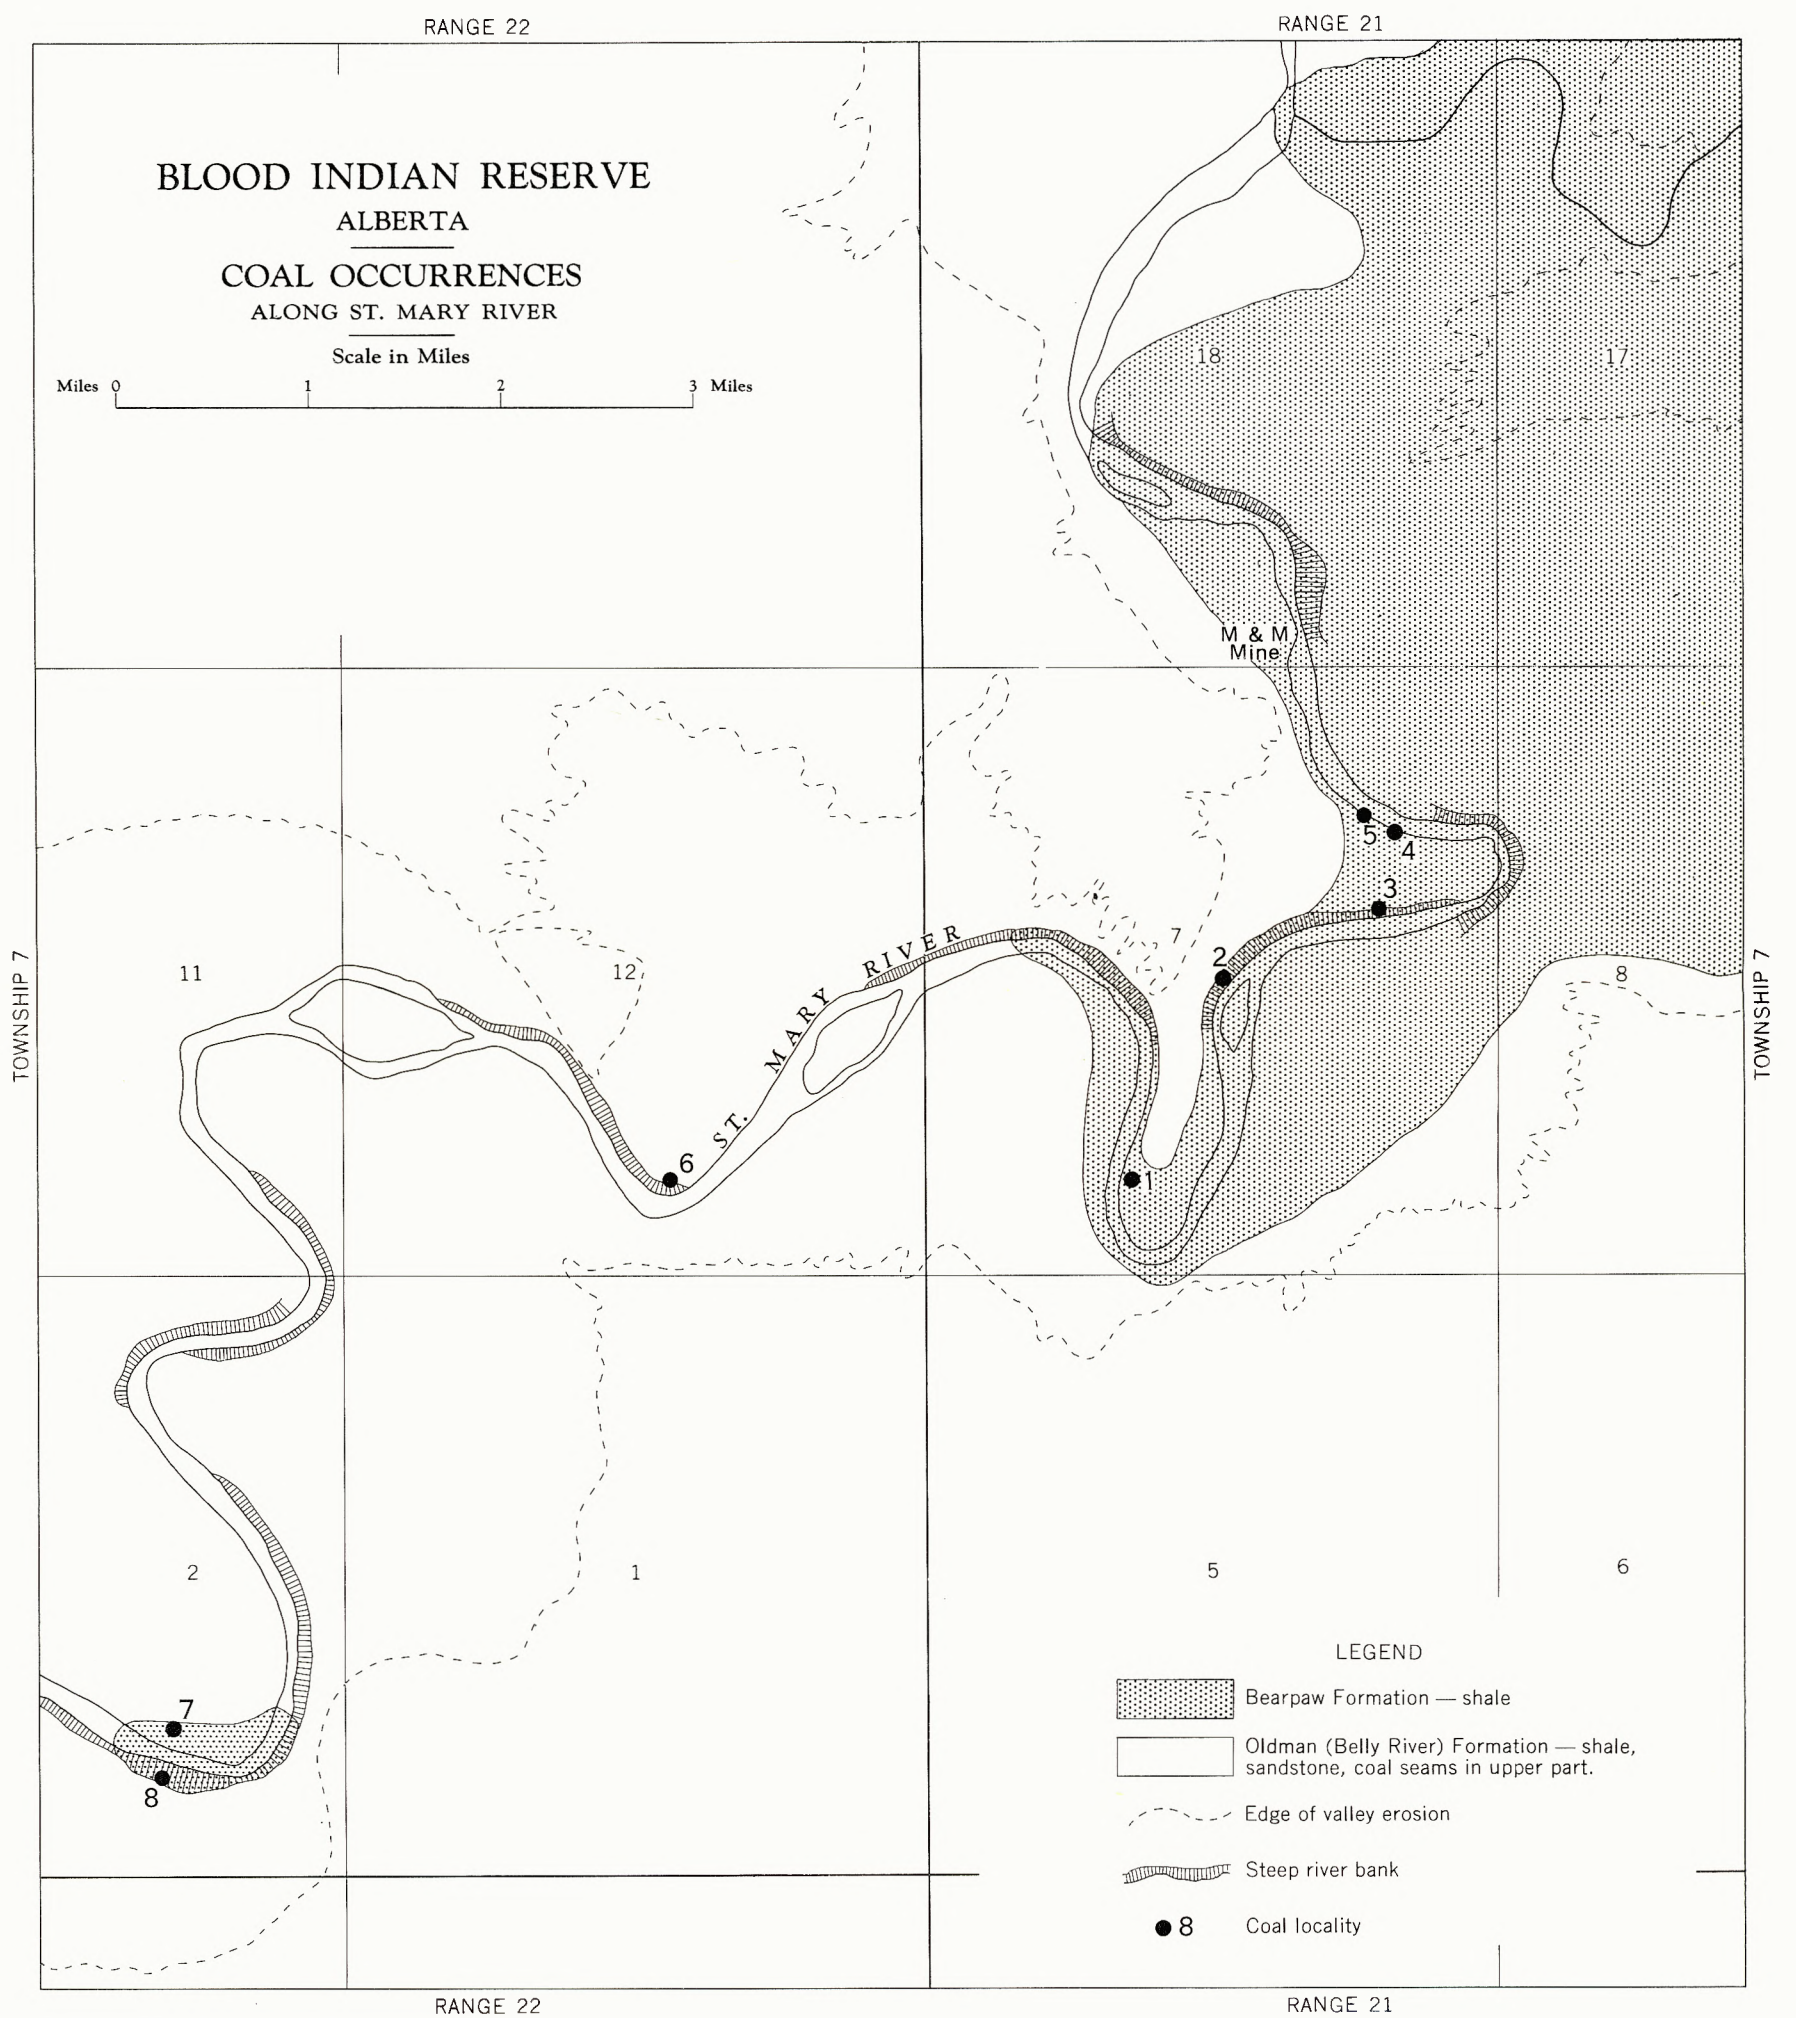 RANGE 22
RANGE 21
BLOOD INDIAN RESERVE
ALBERTA
COAL OCCURRENCES
ALONG ST. MARY RIVER
Scale in Miles
Miles 0 1 2 3 Miles
18
17
M & M
Mine
5
4
3
7
2
RIVER
11
12
8
MARY
TOWNSHIP 7
TOWNSHIP 7
ST.
6
1
2
1
5
6
LEGEND
7
Bearpaw Formation — shale
Oldman (Belly River) Formation — shale,
sandstone, coal seams in upper part.
8
Edge of valley erosion
Steep river bank
8 Coal locality
RANGE 22
RANGE 21